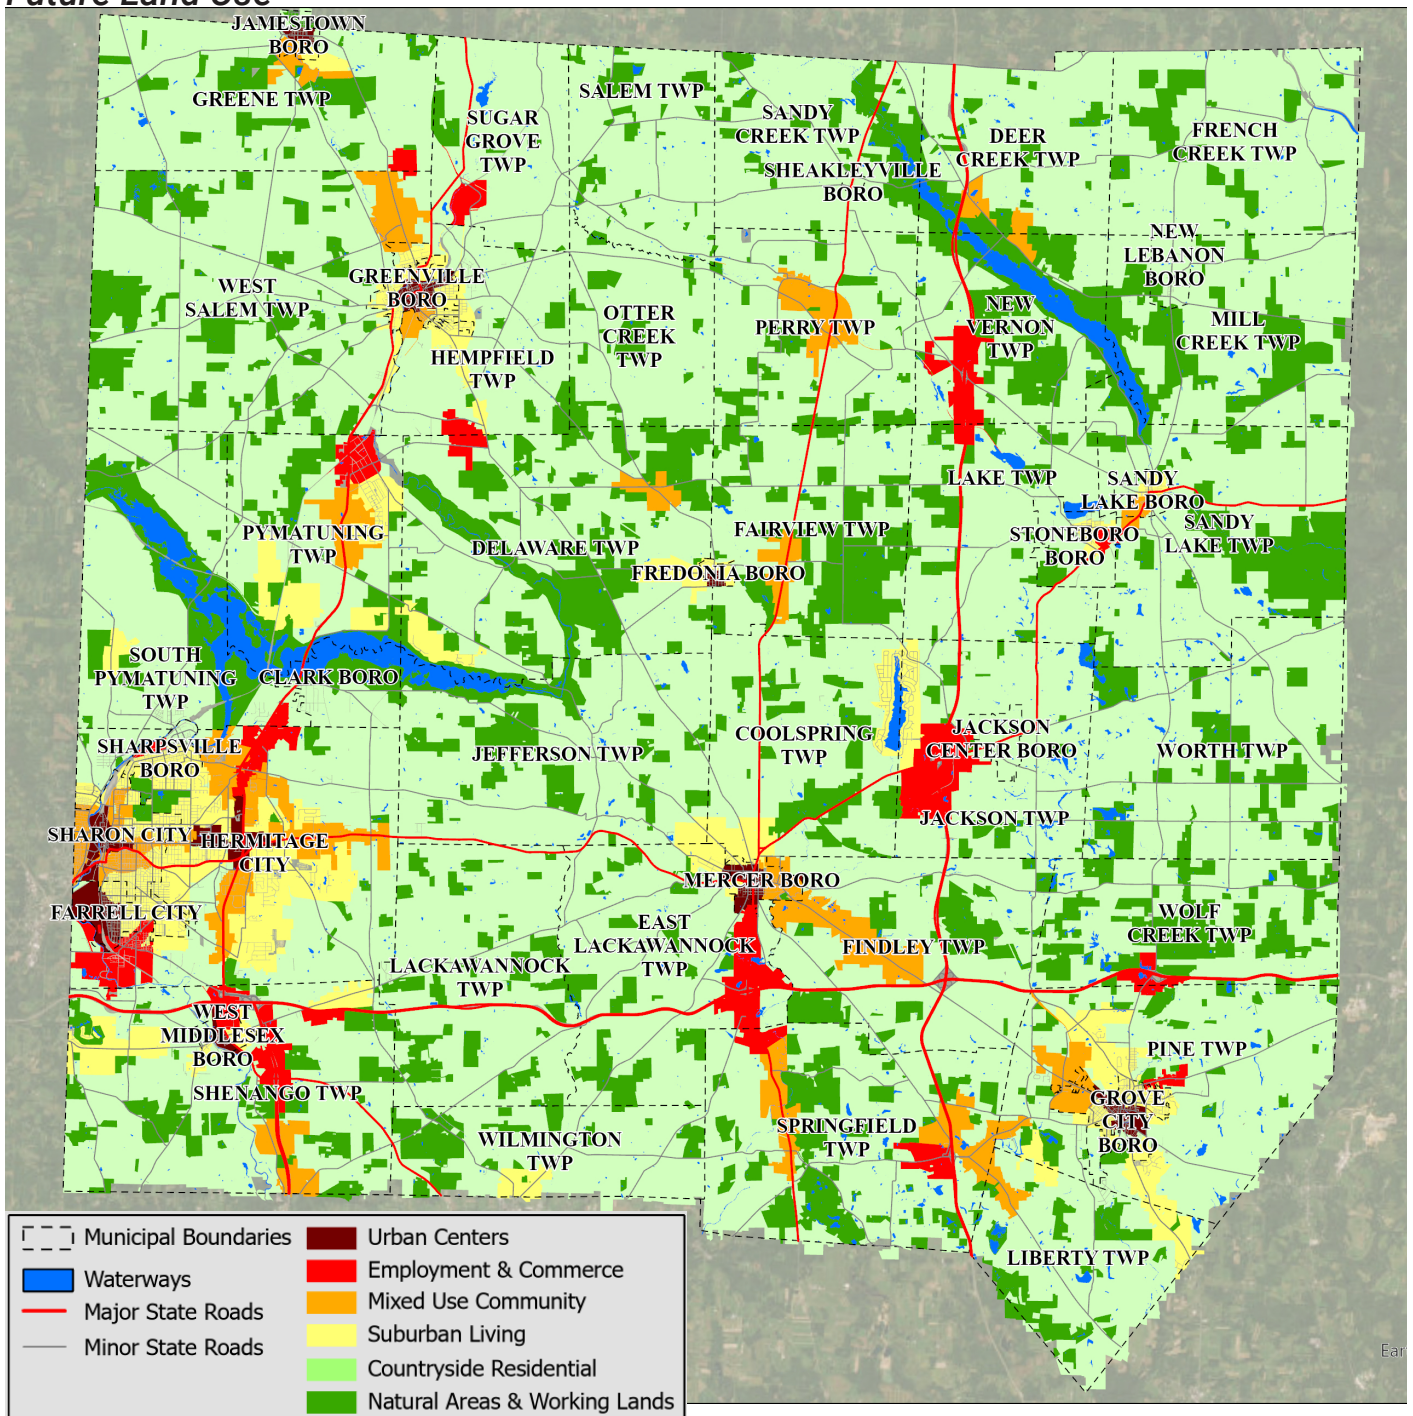 Future Land Use
JAMESTOWN
BORO
GREENE TWP
SUGAR
GROVE
TWP
SALEM TWP
SANDY
CREEK TWP
SHEAKLEYVILLE
BORO
DEER
CREEK TWP
FRENCH
CREEK TWP
WEST
SALEM TWP
GREENVILLE
BORO
HEMPFIELD
TWP
OTTER
CREEK
TWP
PERRY TWP
NEW
VERNON
TWP
NEW
LEBANON
BORO
MILL
CREEK TWP
PYMATUNING
TWP
DELAWARE TWP
FREDONIA BORO
FAIRVIEW TWP
LAKE TWP
SANDY
LAKE BORO
STONEBORO
BORO
SANDY
LAKE TWP
SOUTH
PYMATUNING
TWP
CLARK BORO
SHARPSVILLE
BORO
JEFFERSON TWP
COOLSPRING
TWP
JACKSON
CENTER BORO
WORTH TWP
JACKSON TWP
SHARON CITY
HERMITAGE
CITY
FARRELL CITY
MERCER BORO
EAST
LACKAWANNOCK
TWP
LACKAWANNOCK
TWP
FINDLEY TWP
WOLF
CREEK TWP
WEST
MIDDLESEX
BORO
SHENANGO TWP
WILMINGTON
TWP
SPRINGFIELD
TWP
PINE TWP
GROVE
CITY
BORO
LIBERTY TWP
Municipal Boundaries
Waterways
Major State Roads
Minor State Roads
Urban Centers
Employment & Commerce
Mixed Use Community
Suburban Living
Countryside Residential
Natural Areas & Working Lands
Ear